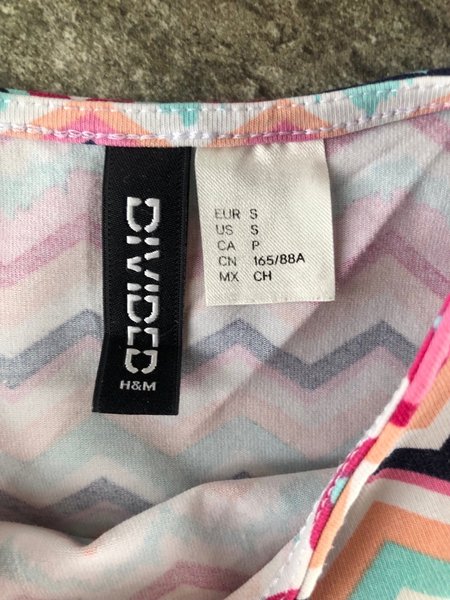 DIVIDED
H&M
EUR S
US S
CA P
CN 165/88A
MX CH